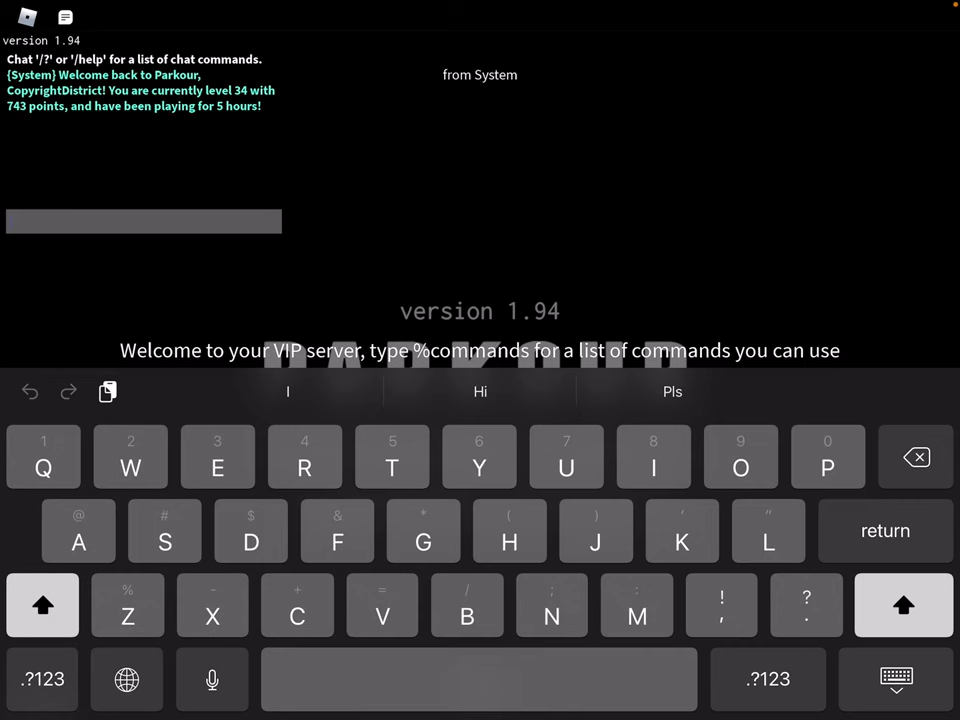 version 1.94
Chat '/?' or '/help' for a list of chat commands.
{System} Welcome back to Parkour,
CopyrightDistrict! You are currently level 34 with
743 points, and have been playing for 5 hours!
from System
version 1.94
PARKOUR
Welcome to your VIP server, type %commands for a list of commands you can use
I Hi Pls
1 2 3 4 5 6 7 8 9 0
Q W E R T Y U I O P
@ # $ & * ( ) ' "
A S D F G H J K L return
% - + = / ; : ! ?
Z X C V B N M , .
.?123 .?123